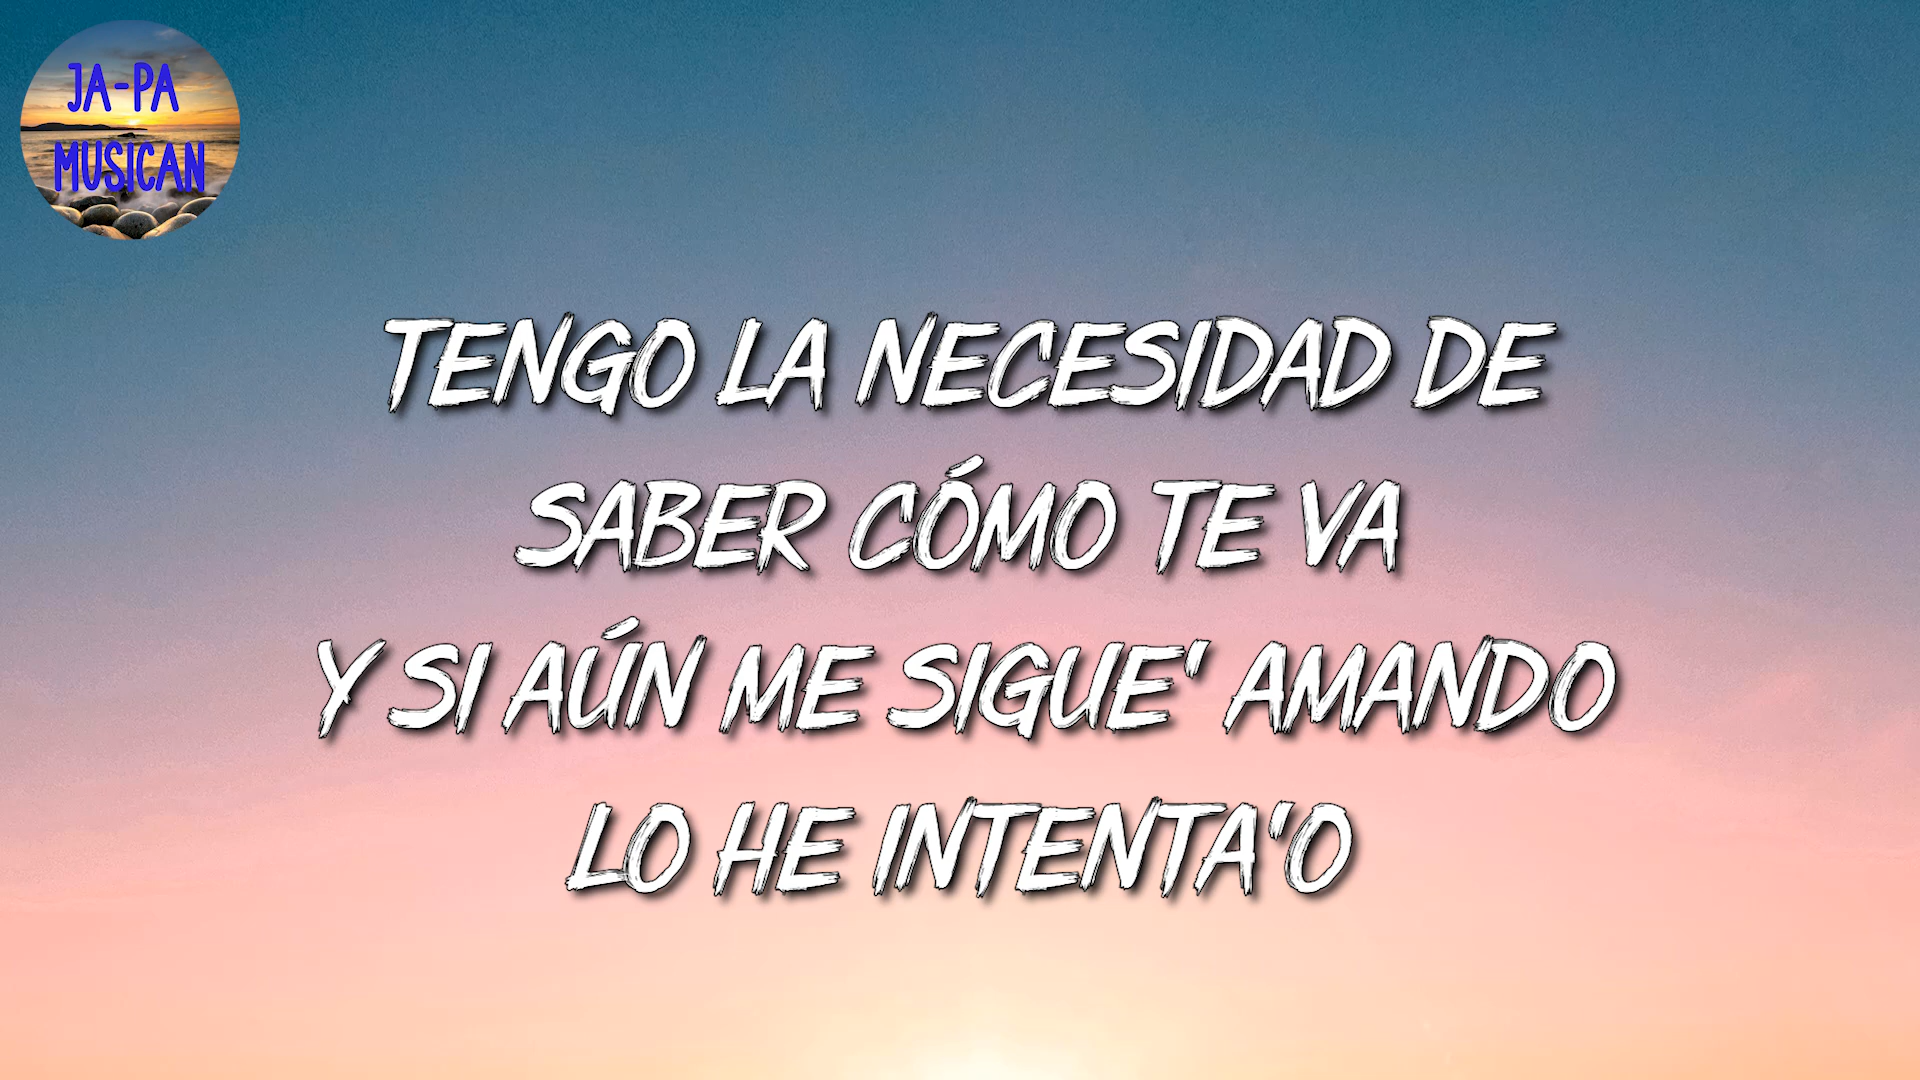 JA-PA
MUSICAN
TENGO LA NECESIDAD DE
SABER CÓMO TE VA
Y SI AÚN ME SIGUE' AMANDO
LO HE INTENTA'O